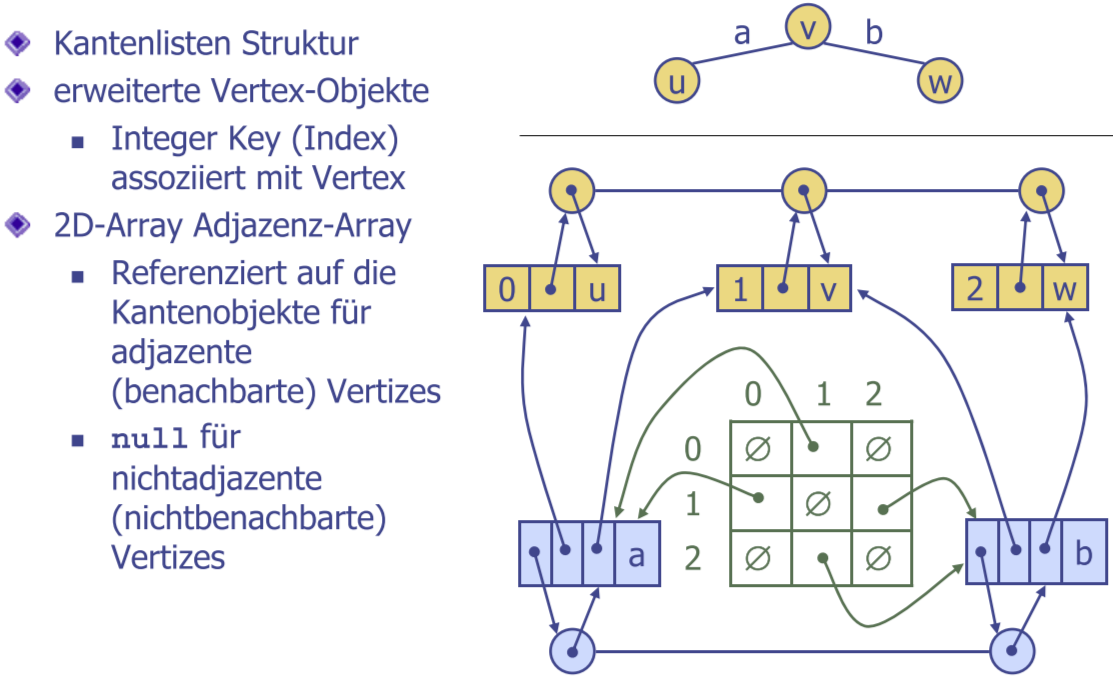 Kantenlisten Struktur
erweiterte Vertex-Objekte
Integer Key (Index)
assoziiert mit Vertex
2D-Array Adjazenz-Array
Referenziert auf die
Kantenobjekte für
adjazente
(benachbarte) Vertizes
null für
nichtadjazente
(nichtbenachbarte)
Vertizes
a v b
u w
0 u 1 v 2 w
0 1 2
0 ∅ ∅
1 ∅
2 ∅ ∅
a b